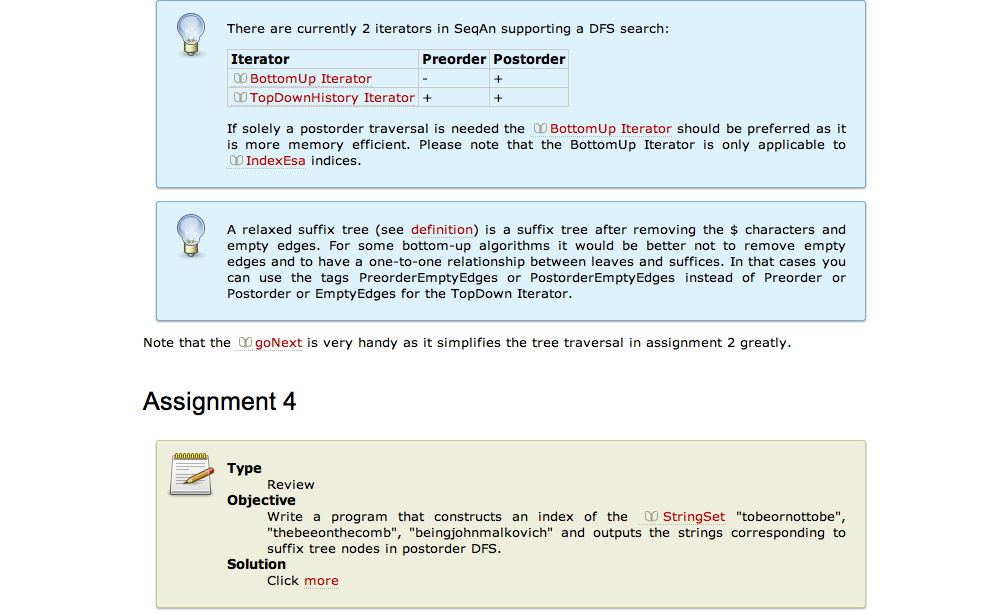 There are currently 2 iterators in SeqAn supporting a DFS search:
Iterator Preorder Postorder
BottomUp Iterator - +
TopDownHistory Iterator + +
If solely a postorder traversal is needed the BottomUp Iterator should be preferred as it
is more memory efficient. Please note that the BottomUp Iterator is only applicable to
IndexEsa indices.
A relaxed suffix tree (see definition) is a suffix tree after removing the $ characters and
empty edges. For some bottom-up algorithms it would be better not to remove empty
edges and to have a one-to-one relationship between leaves and suffices. In that cases you
can use the tags PreorderEmptyEdges or PostorderEmptyEdges instead of Preorder or
Postorder or EmptyEdges for the TopDown Iterator.
Note that the goNext is very handy as it simplifies the tree traversal in assignment 2 greatly.
Assignment 4
Type
Review
Objective
Write a program that constructs an index of the StringSet "tobeornottobe",
"thebeeonthecomb", "beingjohnmalkovich" and outputs the strings corresponding to
suffix tree nodes in postorder DFS.
Solution
Click more